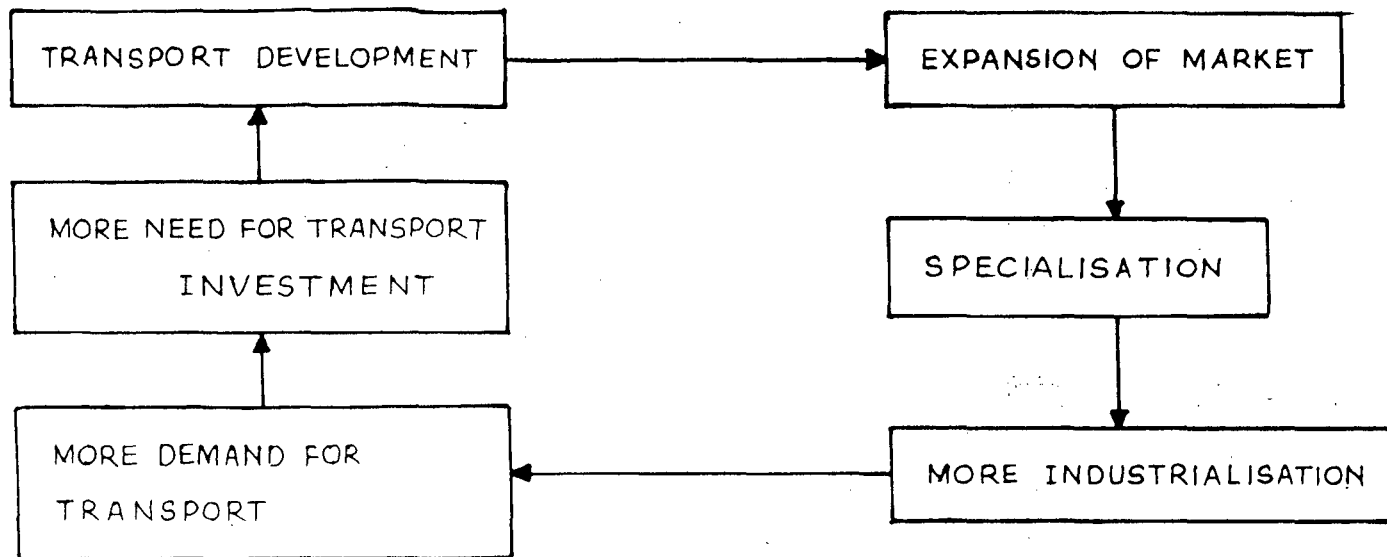 TRANSPORT DEVELOPMENT
EXPANSION OF MARKET
MORE NEED FOR TRANSPORT
INVESTMENT
SPECIALISATION
MORE DEMAND FOR
TRANSPORT
MORE INDUSTRIALISATION